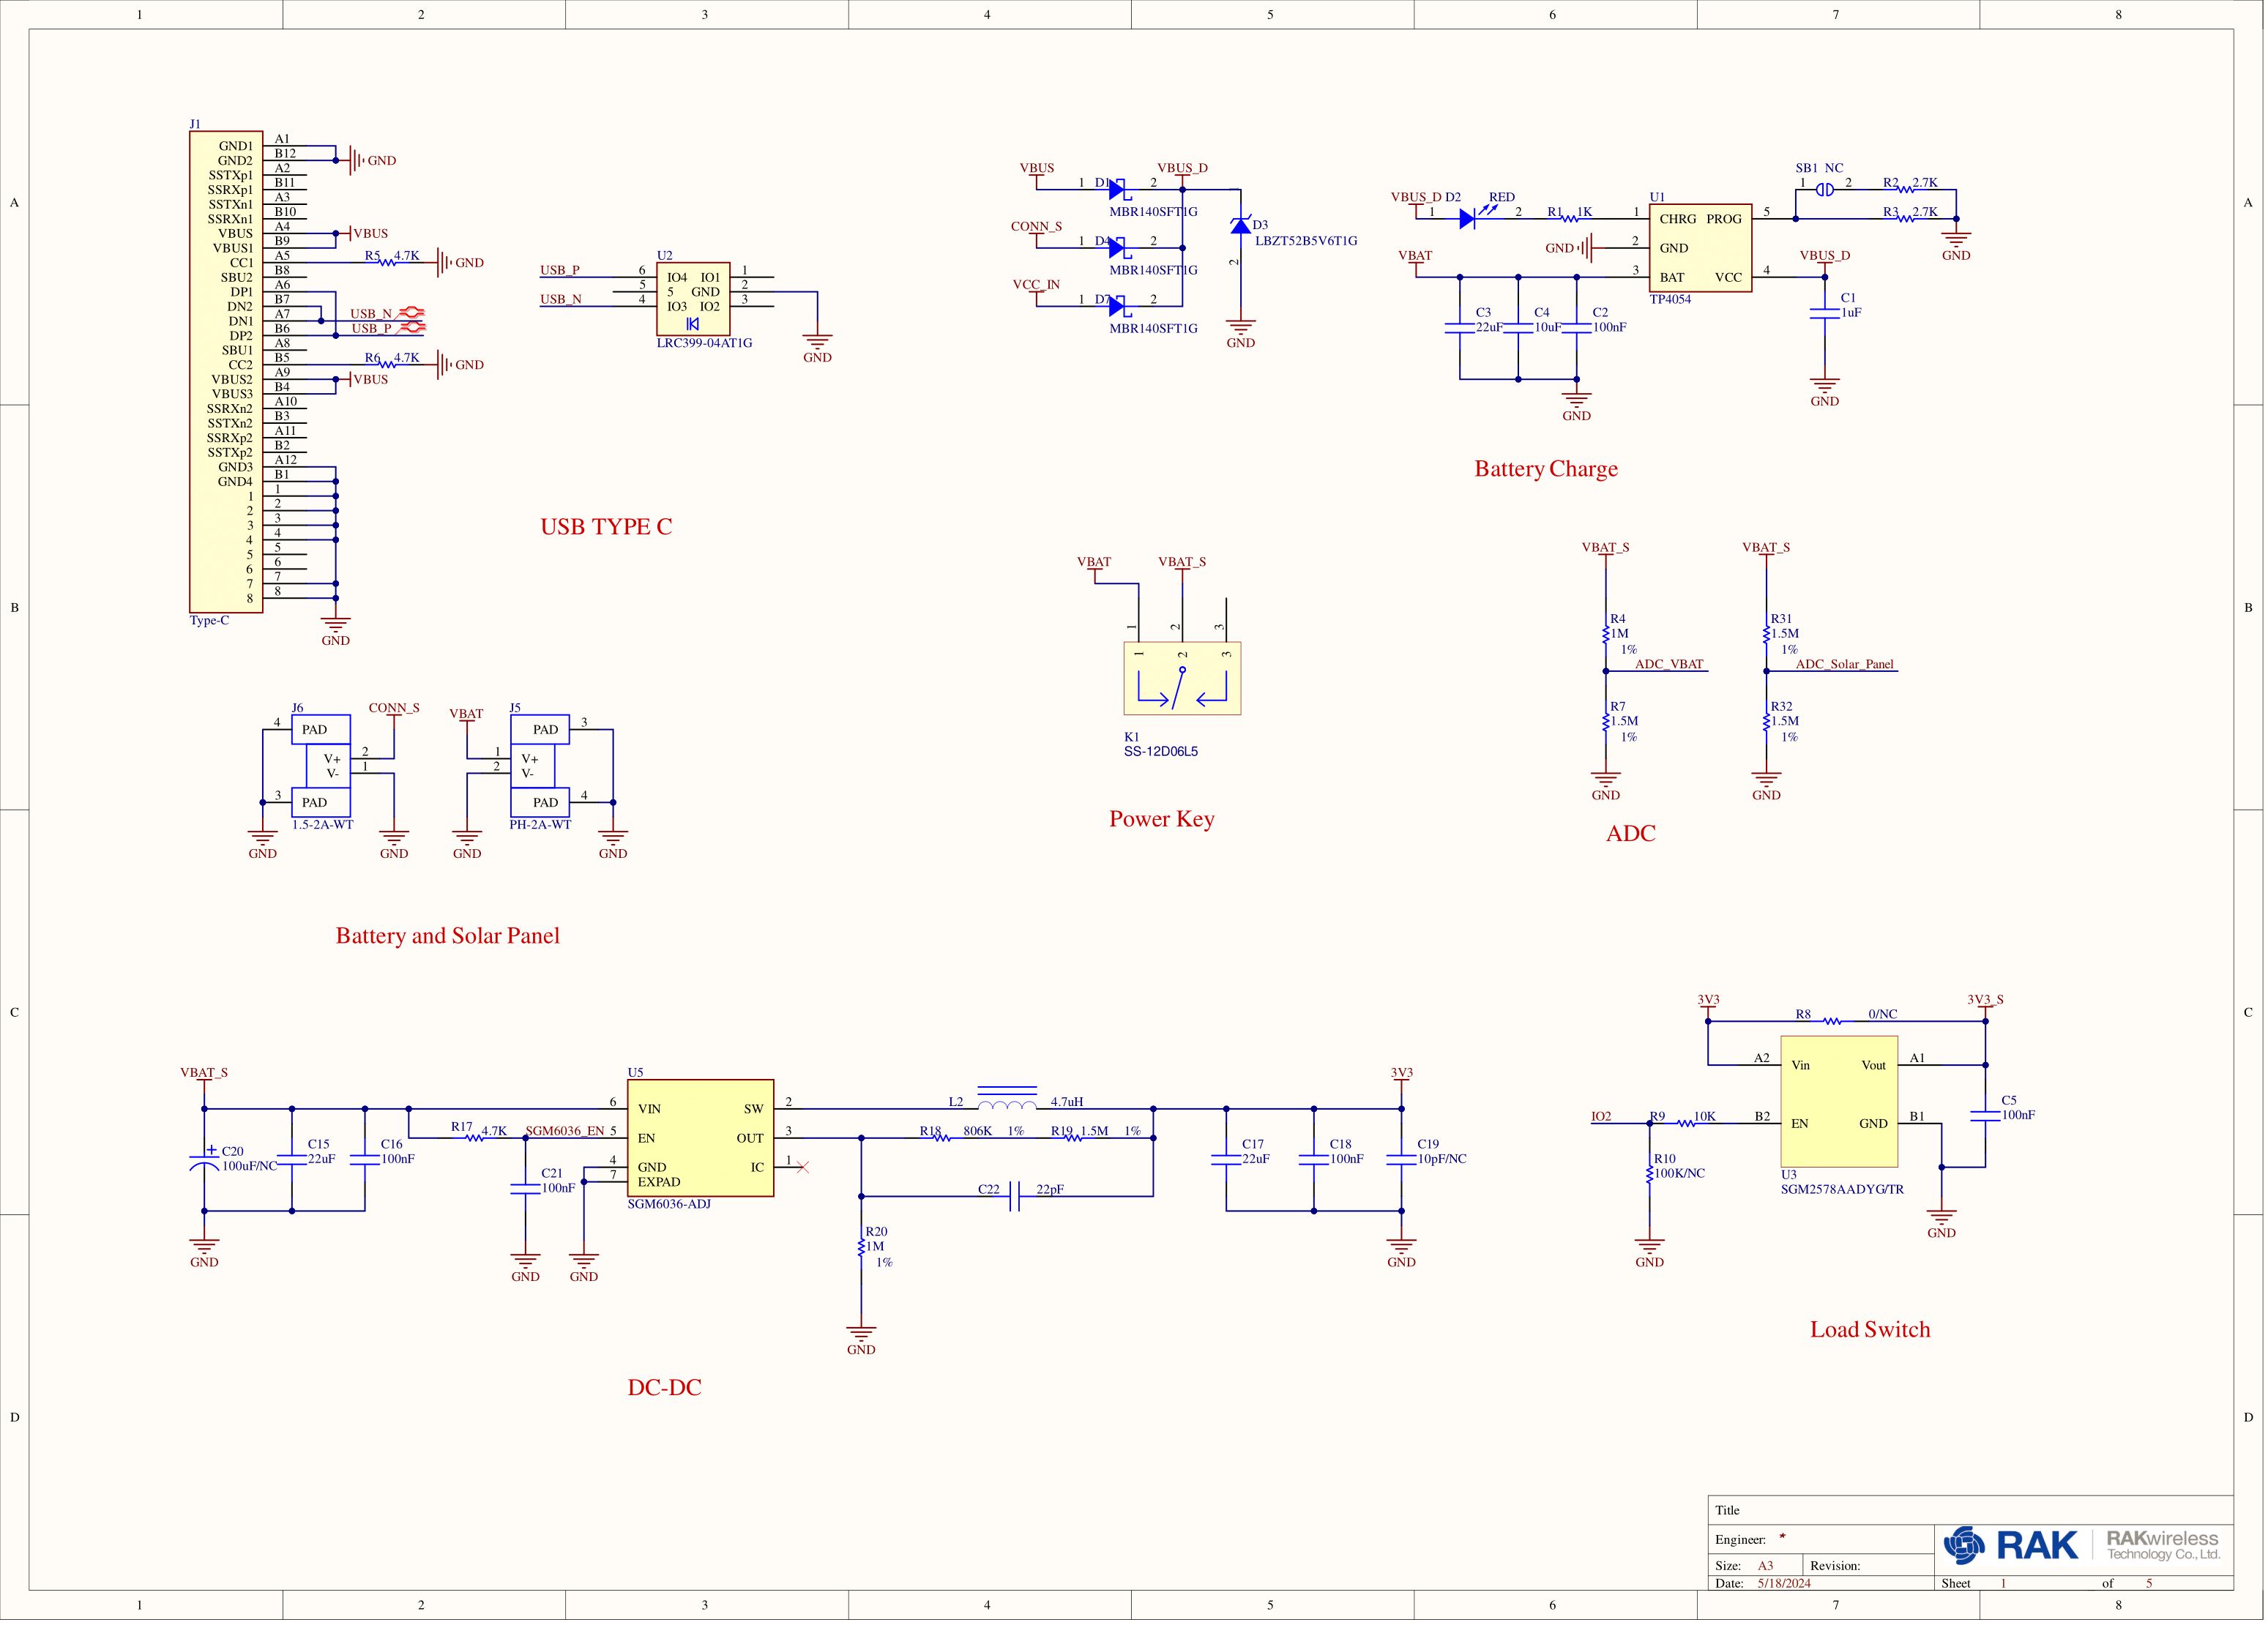 1 2 3 4 5 6 7 8
A
B
C
D
A
B
C
D
J1
GND1 A1
GND2 B12
GND
SSTXp1 A2
SSRXp1 B11
SSTXn1 A3
SSRXn1 B10
VBUS A4
VBUS
VBUS1 B9
CC1 A5 R5 4.7K GND
SBU2 B8
DP1 A6
DN2 B7
DN1 A7 USB_N
DP2 B6 USB_P
SBU1 A8
CC2 B5 R6 4.7K GND
VBUS2 A9 VBUS
VBUS3 B4
SSRXn2 A10
SSTXn2 B3
SSRXp2 A11
SSTXp2 B2
GND3 A12
GND4 B1
1 1
2 2
3 3
4 4
5 5
6 6
7 7
8 8
Type-C
GND
U2
USB_P 6 IO4 IO1 1
5 5 GND 2
USB_N 4 IO3 IO2 3
LRC399-04AT1G
GND
USB TYPE C
VBUS VBUS_D
1 D1 2
MBR140SFT1G
CONN_S
1 D4 2
MBR140SFT1G
VCC_IN
1 D7 2
MBR140SFT1G
D3
LBZT52B5V6T1G
2
GND
VBUS_D D2 RED
1 2 R1 1K
U1
1 CHRG PROG 5
GND 2 GND
3 BAT VCC 4
TP4054
SB1 NC
1 2 R2 2.7K
R3 2.7K
GND
VBAT
C3
22uF
C4
10uF
C2
100nF
GND
VBUS_D
C1
1uF
GND
Battery Charge
VBAT VBAT_S
1 2 3
1 2 3
K1
SS-12D06L5
Power Key
VBAT_S
R4
1M
1%
ADC_VBAT
R7
1.5M
1%
GND
VBAT_S
R31
1.5M
1%
ADC_Solar_Panel
R32
1.5M
1%
GND
ADC
J6 CONN_S
4 PAD
V+ 2
V- 1
3 PAD
1.5-2A-WT
GND GND
VBAT J5
PAD 3
1 V+
2 V-
PAD 4
PH-2A-WT
GND GND
Battery and Solar Panel
VBAT_S
C20
100uF/NC
C15
22uF
C16
100nF
GND
R17 4.7K SGM6036_EN
C21
100nF
GND
GND
U5
6 VIN SW 2
5 EN OUT 3
4 GND IC 1
7 EXPAD
SGM6036-ADJ
L2 4.7uH
R18 806K 1% R19 1.5M 1%
C22 22pF
R20
1M
1%
GND
3V3
C17
22uF
C18
100nF
C19
10pF/NC
GND
DC-DC
3V3 3V3_S
R8 0/NC
A2 Vin Vout A1
IO2 R9 10K B2 EN GND B1
R10
100K/NC
GND
U3
SGM2578AADYG/TR
C5
100nF
GND
Load Switch
Title
Engineer: *
Size: A3 Revision:
Date: 5/18/2024 Sheet 1 of 5
RAK RAKwireless
Technology Co., Ltd.
1 2 3 4 5 6 7 8